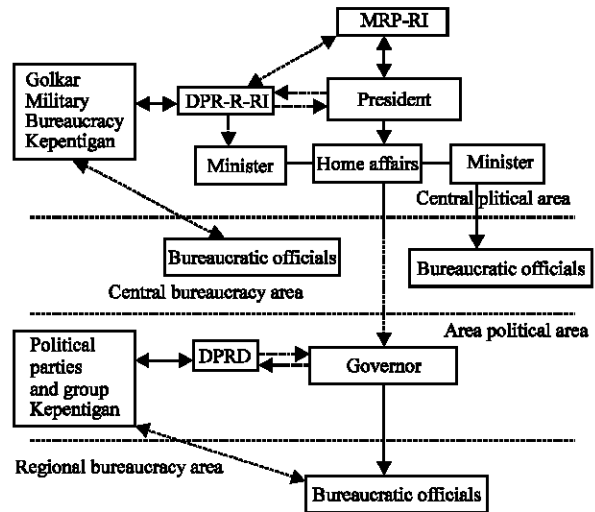 MRP-RI
Golkar
Military
Bureaucracy
Kepentigan
DPR-R-RI
President
Minister
Home affairs
Minister
Central plitical area
Bureaucratic officials
Bureaucratic officials
Central bureaucracy area
Area political area
Political
parties
and group
Kepentigan
DPRD
Governor
Regional bureaucracy area
Bureaucratic officials